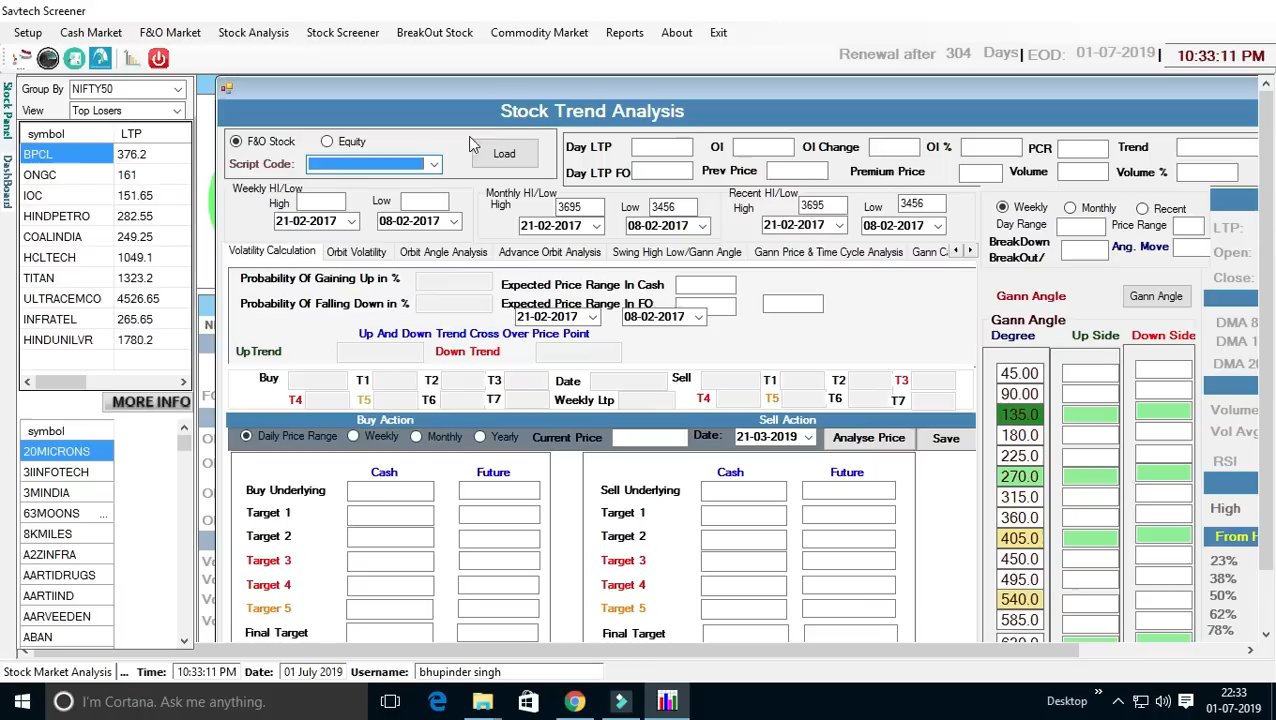 Savtech Screener
Setup Cash Market F&O Market Stock Analysis Stock Screener BreakOut Stock Commodity Market Reports About Exit
Renewal after 304 Days| EOD: 01-07-2019 | 10:33:11 PM
Stock Panel
DashBoard
Group By NIFTY50
View Top Losers
symbol LTP
BPCL 376.2
ONGC 161
IOC 151.65
HINDPETRO 282.55
COALINDIA 249.25
HCLTECH 1049.1
TITAN 1323.2
ULTRACEMCO 4526.65
INFRATEL 265.65
HINDUNILVR 1780.2
MORE INFO
symbol
20MICRONS
3IINFOTECH
3MINDIA
63MOONS ...
8KMILES
A2ZINFRA
AARTIDRUGS
AARTIIND
AARVEEDEN
ABAN
Stock Trend Analysis
F&O Stock Equity
Script Code:
Load
Day LTP OI OI Change OI % PCR Trend
Day LTP FO Prev Price Premium Price Volume Volume %
Weekly HI/Low
High Low
21-02-2017 08-02-2017
Monthly HI/Low
High 3695 Low 3456
21-02-2017 08-02-2017
Recent HI/Low
High 3695 Low 3456
21-02-2017 08-02-2017
Weekly Monthly Recent
Day Range Price Range
BreakDown
BreakOut/ Ang. Move
Volatility Calculation Orbit Volatility Orbit Angle Analysis Advance Orbit Analysis Swing High Low/Gann Angle Gann Price & Time Cycle Analysis Gann C
Probability Of Gaining Up in % Expected Price Range In Cash
Probability Of Falling Down in % Expected Price Range In FO
21-02-2017 08-02-2017
Up And Down Trend Cross Over Price Point
UpTrend Down Trend
Buy T1 T2 T3 Date Sell T1 T2 T3
T4 T5 T6 T7 Weekly Ltp T4 T5 T6 T7
Buy Action Sell Action
Daily Price Range Weekly Monthly Yearly Current Price Date: 21-03-2019 Analyse Price Save
Cash Future Cash Future
Buy Underlying Sell Underlying
Target 1 Target 1
Target 2 Target 2
Target 3 Target 3
Target 4 Target 4
Targer 5 Target 5
Final Target Final Target
Gann Angle Gann Angle
Gann Angle
Degree Up Side Down Side
45.00
90.00
135.0
180.0
225.0
270.0
315.0
360.0
405.0
450.0
495.0
540.0
585.0
630.0
LTP:
Open:
Close:
DMA 8
DMA 1
DMA 20
Volume
Vol Avg
RSI
High
From H
23%
38%
50%
62%
78%
Stock Market Analysis ... Time: 10:33:11 PM Date: 01 July 2019 Username: bhupinder singh
I'm Cortana. Ask me anything.
Desktop
22:33
01-07-2019